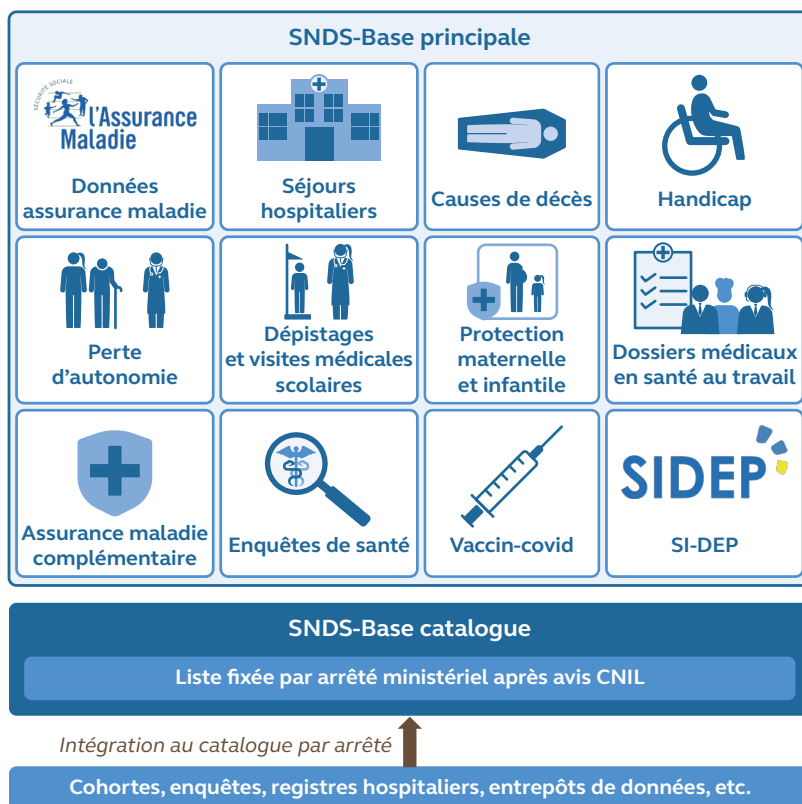 SNDS-Base principale
SÉCURITÉ SOCIALE
l'Assurance
Maladie
Données
assurance maladie
Séjours
hospitaliers
Causes de décès
Handicap
Perte
d'autonomie
Dépistages
et visites médicales
scolaires
Protection
maternelle
et infantile
Dossiers médicaux
en santé au travail
Assurance maladie
complémentaire
Enquêtes de santé
Vaccin-covid
SIDEP
SI-DEP
SNDS-Base catalogue
Liste fixée par arrêté ministériel après avis CNIL
Intégration au catalogue par arrêté
Cohortes, enquêtes, registres hospitaliers, entrepôts de données, etc.